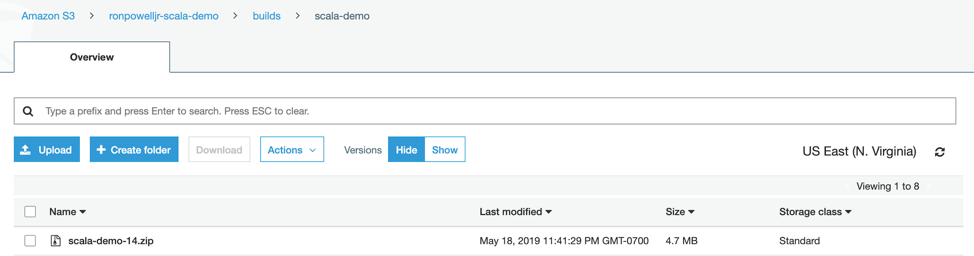 Amazon S3 > ronpowelljr-scala-demo > builds > scala-demo
Overview
Type a prefix and press Enter to search. Press ESC to clear.
Upload + Create folder Download Actions Versions Hide Show US East (N. Virginia)
Viewing 1 to 8
Name Last modified Size Storage class
scala-demo-14.zip May 18, 2019 11:41:29 PM GMT-0700 4.7 MB Standard